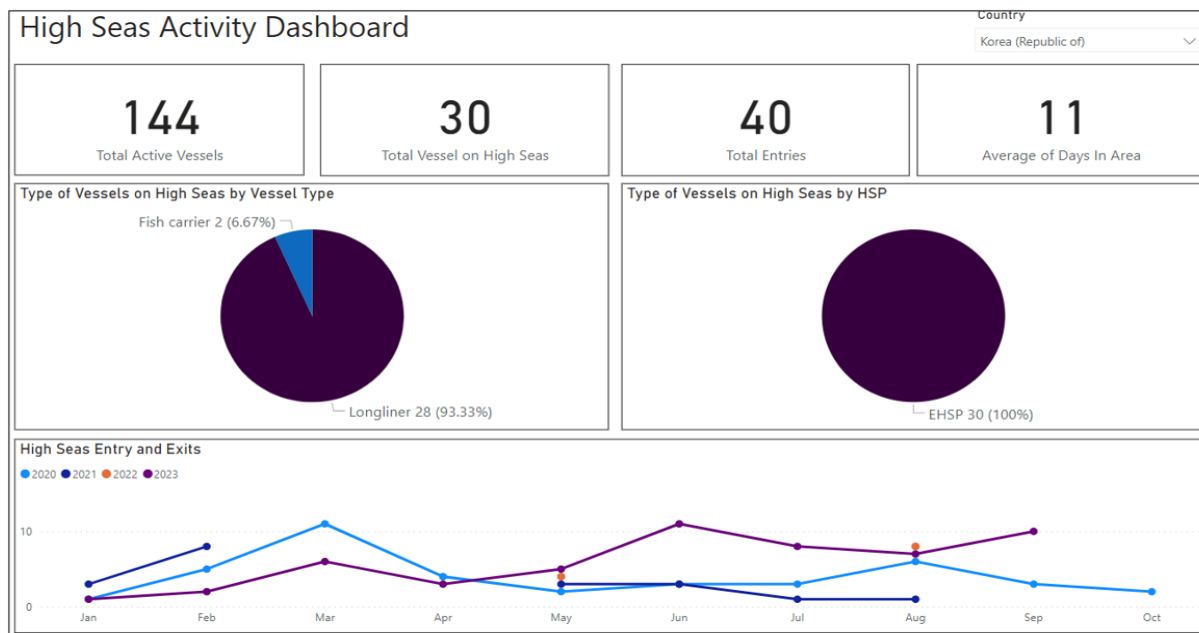 High Seas Activity Dashboard
Country
Korea (Republic of)
144
Total Active Vessels
30
Total Vessel on High Seas
40
Total Entries
11
Average of Days In Area
Type of Vessels on High Seas by Vessel Type
Fish carrier 2 (6.67%)
Longliner 28 (93.33%)
Type of Vessels on High Seas by HSP
EHSP 30 (100%)
High Seas Entry and Exits
2020 2021 2022 2023
10
0
Jan Feb Mar Apr May Jun Jul Aug Sep Oct